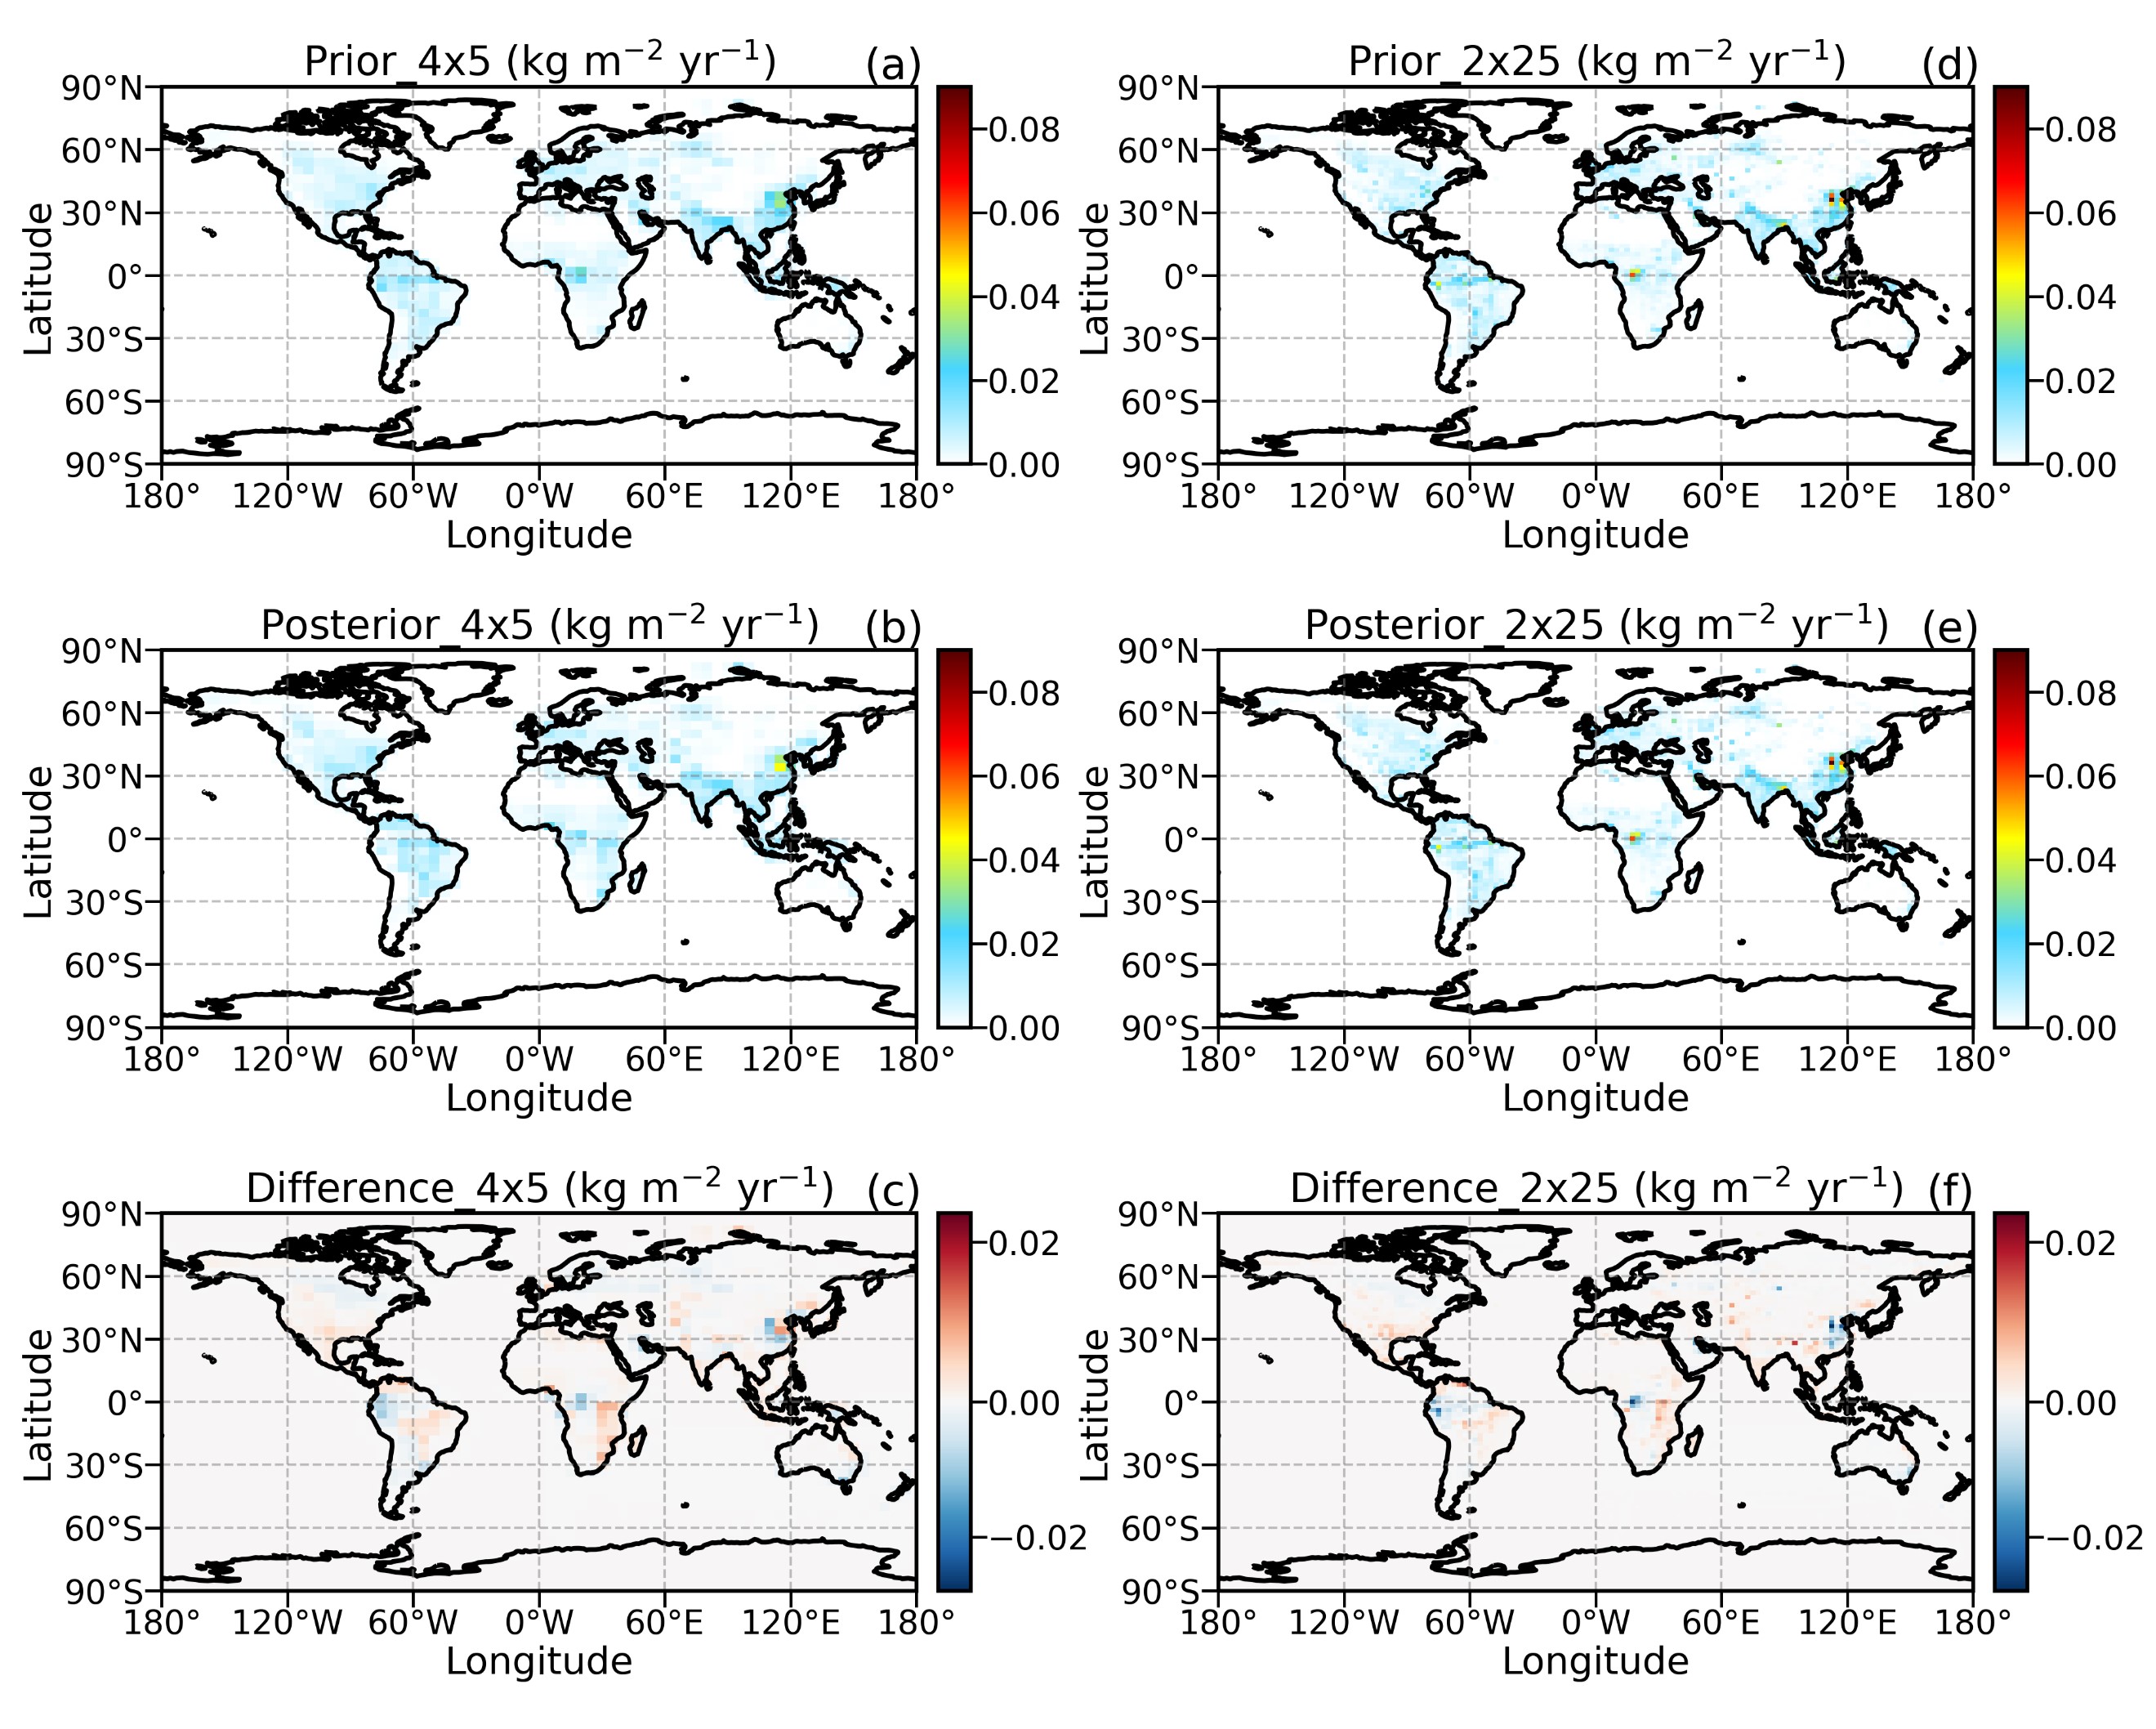 Prior_4x5 (kg m⁻² yr⁻¹) (a)
90°N
60°N
30°N
0°
30°S
60°S
90°S
Latitude
180° 120°W 60°W 0°W 60°E 120°E 180°
Longitude
0.08
0.06
0.04
0.02
0.00
Prior_2x25 (kg m⁻² yr⁻¹) (d)
90°N
60°N
30°N
0°
30°S
60°S
90°S
Latitude
180° 120°W 60°W 0°W 60°E 120°E 180°
Longitude
0.08
0.06
0.04
0.02
0.00
Posterior_4x5 (kg m⁻² yr⁻¹) (b)
90°N
60°N
30°N
0°
30°S
60°S
90°S
Latitude
180° 120°W 60°W 0°W 60°E 120°E 180°
Longitude
0.08
0.06
0.04
0.02
0.00
Posterior_2x25 (kg m⁻² yr⁻¹) (e)
90°N
60°N
30°N
0°
30°S
60°S
90°S
Latitude
180° 120°W 60°W 0°W 60°E 120°E 180°
Longitude
0.08
0.06
0.04
0.02
0.00
Difference_4x5 (kg m⁻² yr⁻¹) (c)
90°N
60°N
30°N
0°
30°S
60°S
90°S
Latitude
180° 120°W 60°W 0°W 60°E 120°E 180°
Longitude
0.02
0.00
−0.02
Difference_2x25 (kg m⁻² yr⁻¹) (f)
90°N
60°N
30°N
0°
30°S
60°S
90°S
Latitude
180° 120°W 60°W 0°W 60°E 120°E 180°
Longitude
0.02
0.00
−0.02